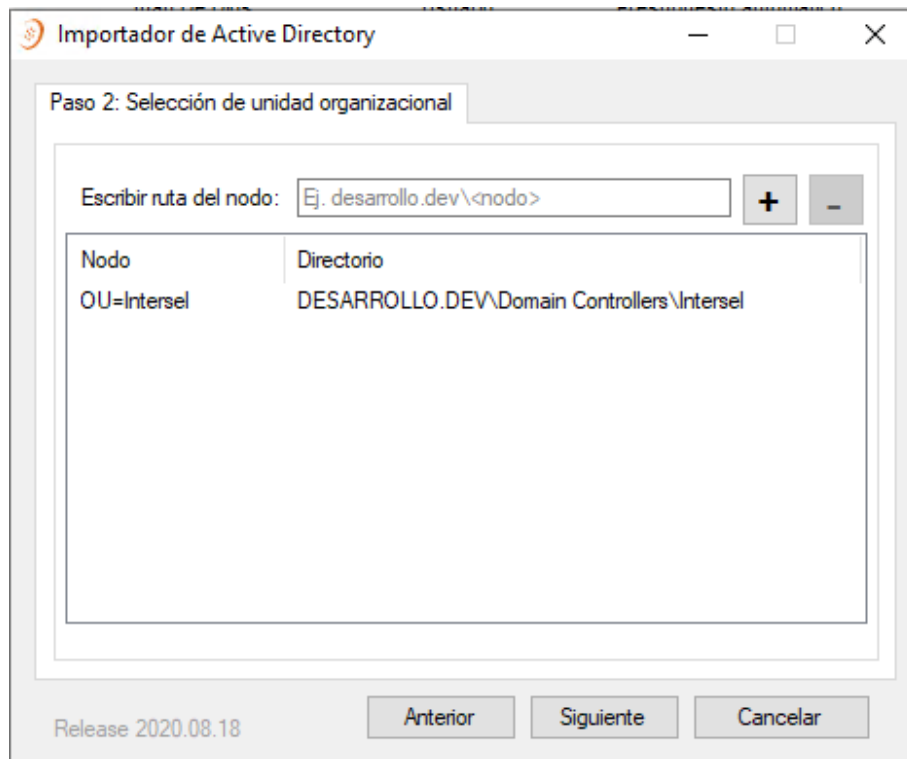 Importador de Active Directory
Paso 2: Selección de unidad organizacional
Escribir ruta del nodo: Ej. desarrollo.dev\<nodo> + -
Nodo Directorio
OU=Intersel DESARROLLO.DEV\Domain Controllers\Intersel
Release 2020.08.18 Anterior Siguiente Cancelar